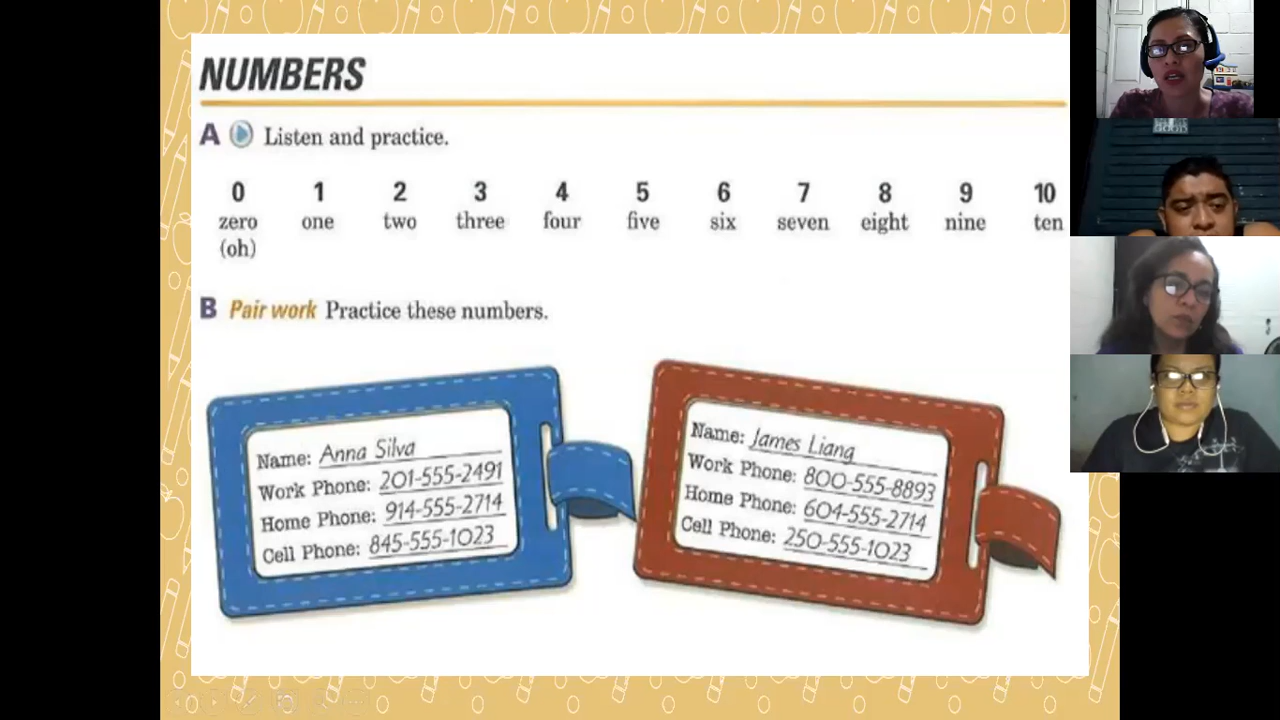 NUMBERS
A Listen and practice.
0 1 2 3 4 5 6 7 8 9 10
zero one two three four five six seven eight nine ten
(oh)
B Pair work Practice these numbers.
Name: Anna Silva
Work Phone: 201-555-2491
Home Phone: 914-555-2714
Cell Phone: 845-555-1023
Name: James Liang
Work Phone: 800-555-8893
Home Phone: 604-555-2714
Cell Phone: 250-555-1023
GOOD